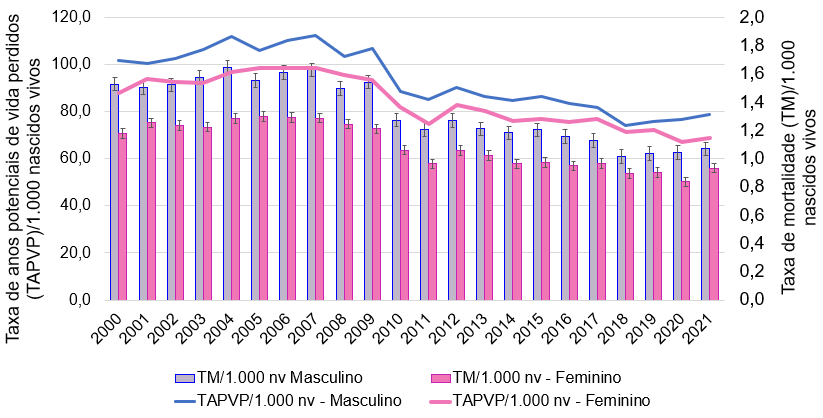 Taxa de anos potenciais de vida perdidos
(TAPVP)/1.000 nascidos vivos
120,0
100,0
80,0
60,0
40,0
20,0
0,0
2,0
1,8
1,6
1,4
1,2
1,0
0,8
0,6
0,4
0,2
0,0
Taxa de mortalidade (TM)/1.000
nascidos vivos
2000 2001 2002 2003 2004 2005 2006 2007 2008 2009 2010 2011 2012 2013 2014 2015 2016 2017 2018 2019 2020 2021
TM/1.000 nv Masculino TM/1.000 nv - Feminino
TAPVP/1.000 nv - Masculino TAPVP/1.000 nv - Feminino